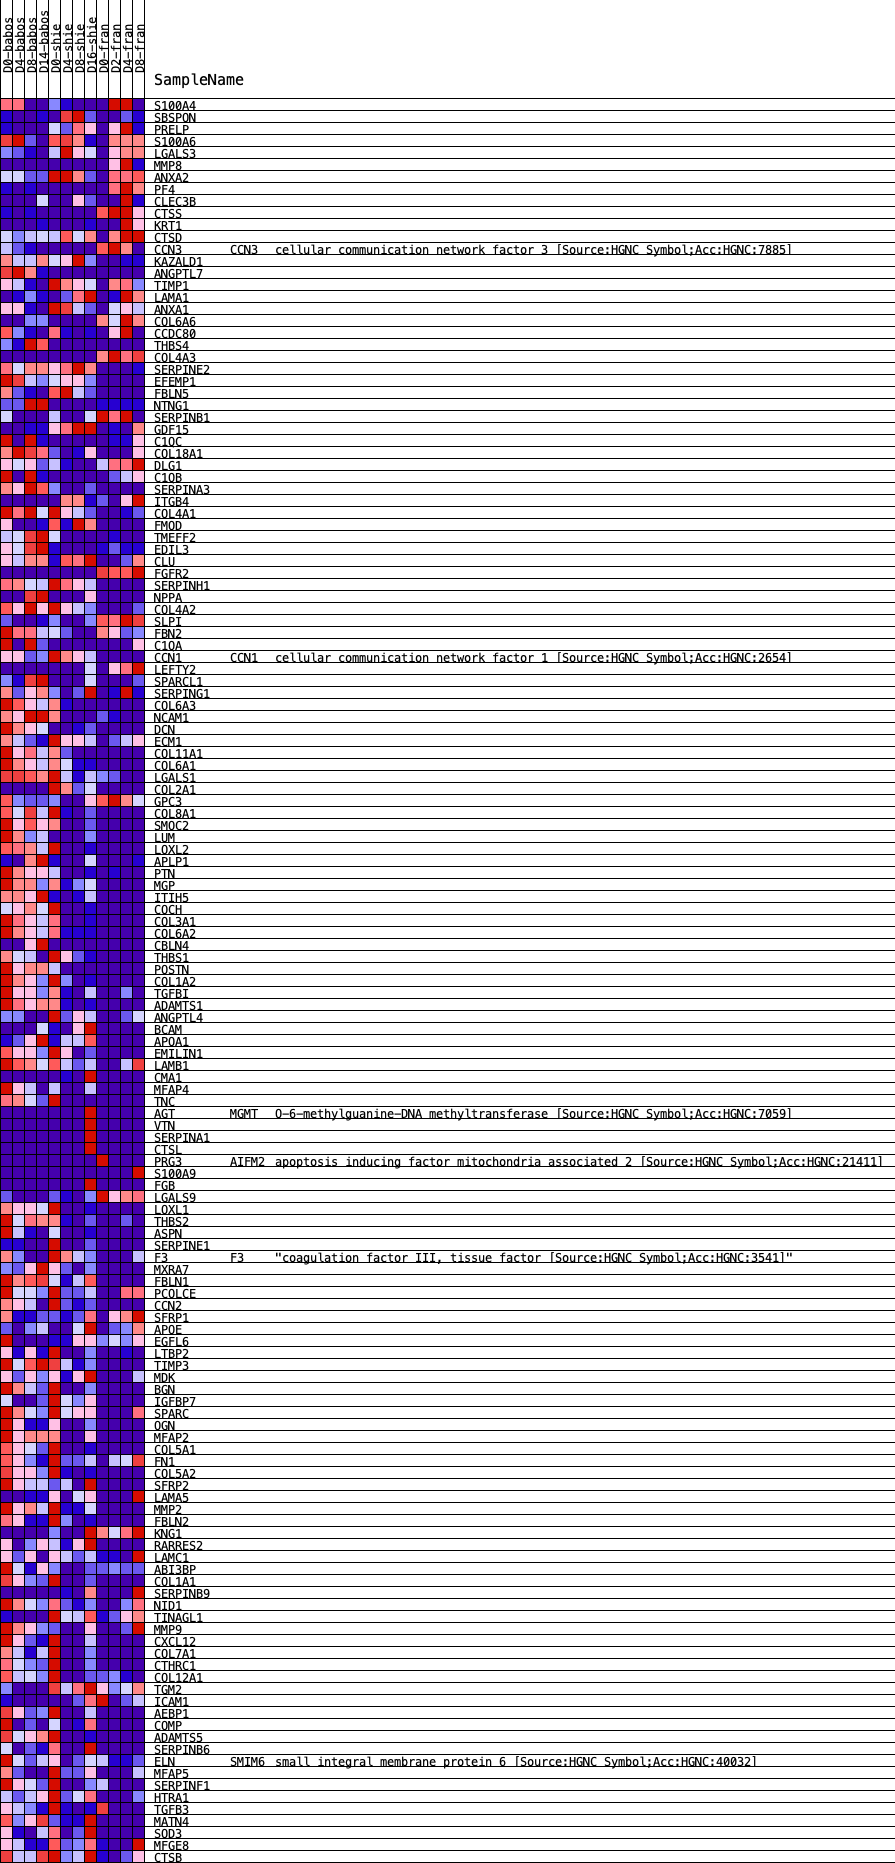 D0-babos
D4-babos
D8-babos
D14-babos
D0-shie
D4-shie
D8-shie
D16-shie
D0-fran
D2-fran
D4-fran
D8-fran
SampleName
S100A4
SBSPON
PRELP
S100A6
LGALS3
MMP8
ANXA2
PF4
CLEC3B
CTSS
KRT1
CTSD
CCN3 CCN3 cellular communication network factor 3 [Source:HGNC Symbol;Acc:HGNC:7885]
KAZALD1
ANGPTL7
TIMP1
LAMA1
ANXA1
COL6A6
CCDC80
THBS4
COL4A3
SERPINE2
EFEMP1
FBLN5
NTNG1
SERPINB1
GDF15
C1QC
COL18A1
DLG1
C1QB
SERPINA3
ITGB4
COL4A1
FMOD
TMEFF2
EDIL3
CLU
FGFR2
SERPINH1
NPPA
COL4A2
SLPI
FBN2
C1QA
CCN1 CCN1 cellular communication network factor 1 [Source:HGNC Symbol;Acc:HGNC:2654]
LEFTY2
SPARCL1
SERPING1
COL6A3
NCAM1
DCN
ECM1
COL11A1
COL6A1
LGALS1
COL2A1
GPC3
COL8A1
SMOC2
LUM
LOXL2
APLP1
PTN
MGP
ITIH5
COCH
COL3A1
COL6A2
CBLN4
THBS1
POSTN
COL1A2
TGFBI
ADAMTS1
ANGPTL4
BCAM
APOA1
EMILIN1
LAMB1
CMA1
MFAP4
TNC
AGT MGMT O-6-methylguanine-DNA methyltransferase [Source:HGNC Symbol;Acc:HGNC:7059]
VTN
SERPINA1
CTSL
PRG3 AIFM2 apoptosis inducing factor mitochondria associated 2 [Source:HGNC Symbol;Acc:HGNC:21411]
S100A9
FGB
LGALS9
LOXL1
THBS2
ASPN
SERPINE1
F3 F3 "coagulation factor III, tissue factor [Source:HGNC Symbol;Acc:HGNC:3541]"
MXRA7
FBLN1
PCOLCE
CCN2
SFRP1
APOE
EGFL6
LTBP2
TIMP3
MDK
BGN
IGFBP7
SPARC
OGN
MFAP2
COL5A1
FN1
COL5A2
SFRP2
LAMA5
MMP2
FBLN2
KNG1
RARRES2
LAMC1
ABI3BP
COL1A1
SERPINB9
NID1
TINAGL1
MMP9
CXCL12
COL7A1
CTHRC1
COL12A1
TGM2
ICAM1
AEBP1
COMP
ADAMTS5
SERPINB6
ELN SMIM6 small integral membrane protein 6 [Source:HGNC Symbol;Acc:HGNC:40032]
MFAP5
SERPINF1
HTRA1
TGFB3
MATN4
SOD3
MFGE8
CTSB